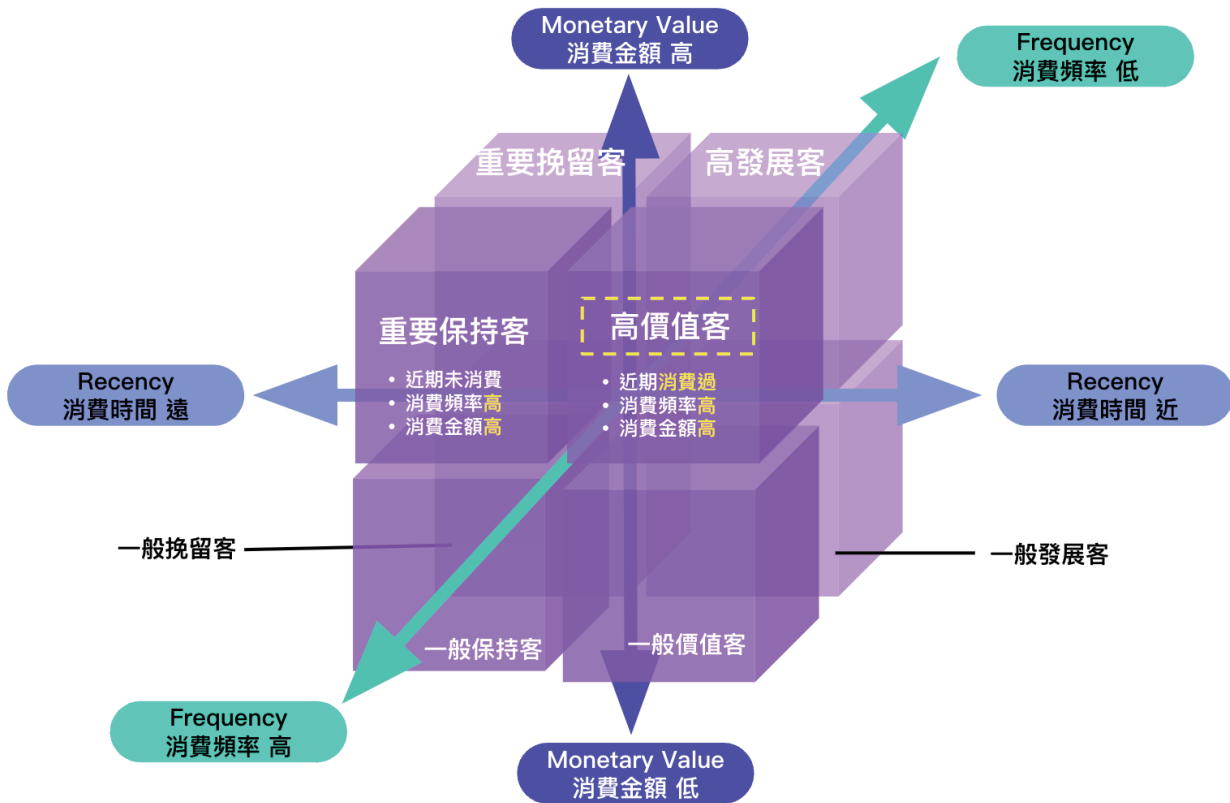 Monetary Value
消費金額 高
Frequency
消費頻率 低
重要挽留客
高發展客
重要保持客
• 近期未消費
• 消費頻率高
• 消費金額高
高價值客
• 近期消費過
• 消費頻率高
• 消費金額高
Recency
消費時間 遠
Recency
消費時間 近
一般挽留客
一般發展客
一般保持客
一般價值客
Frequency
消費頻率 高
Monetary Value
消費金額 低